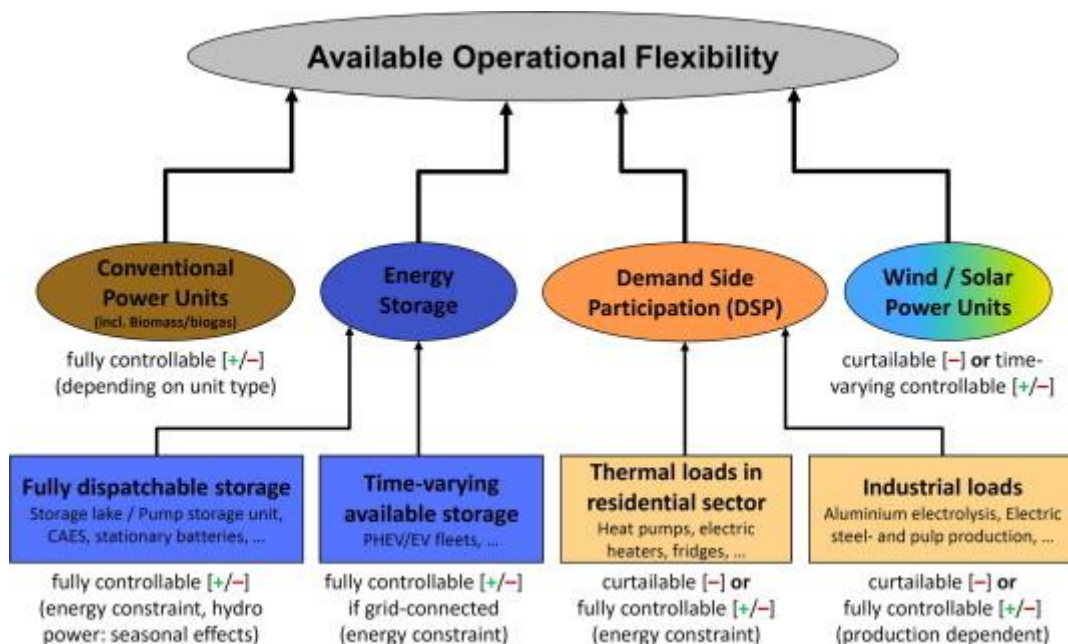 Available Operational Flexibility
Conventional
Power Units
(incl. Biomass/biogas)
Energy
Storage
Demand Side
Participation (DSP)
Wind / Solar
Power Units
fully controllable [+/−]
(depending on unit type)
curtailable [−] or time-
varying controllable [+/−]
Fully dispatchable storage
Storage lake / Pump storage unit,
CAES, stationary batteries, ...
Time-varying
available storage
PHEV/EV fleets, ...
Thermal loads in
residential sector
Heat pumps, electric
heaters, fridges, ...
Industrial loads
Aluminium electrolysis, Electric
steel- and pulp production, ...
fully controllable [+/−]
(energy constraint, hydro
power: seasonal effects)
fully controllable [+/−]
if grid-connected
(energy constraint)
curtailable [−] or
fully controllable [+/−]
(energy constraint)
curtailable [−] or
fully controllable [+/−]
(production dependent)